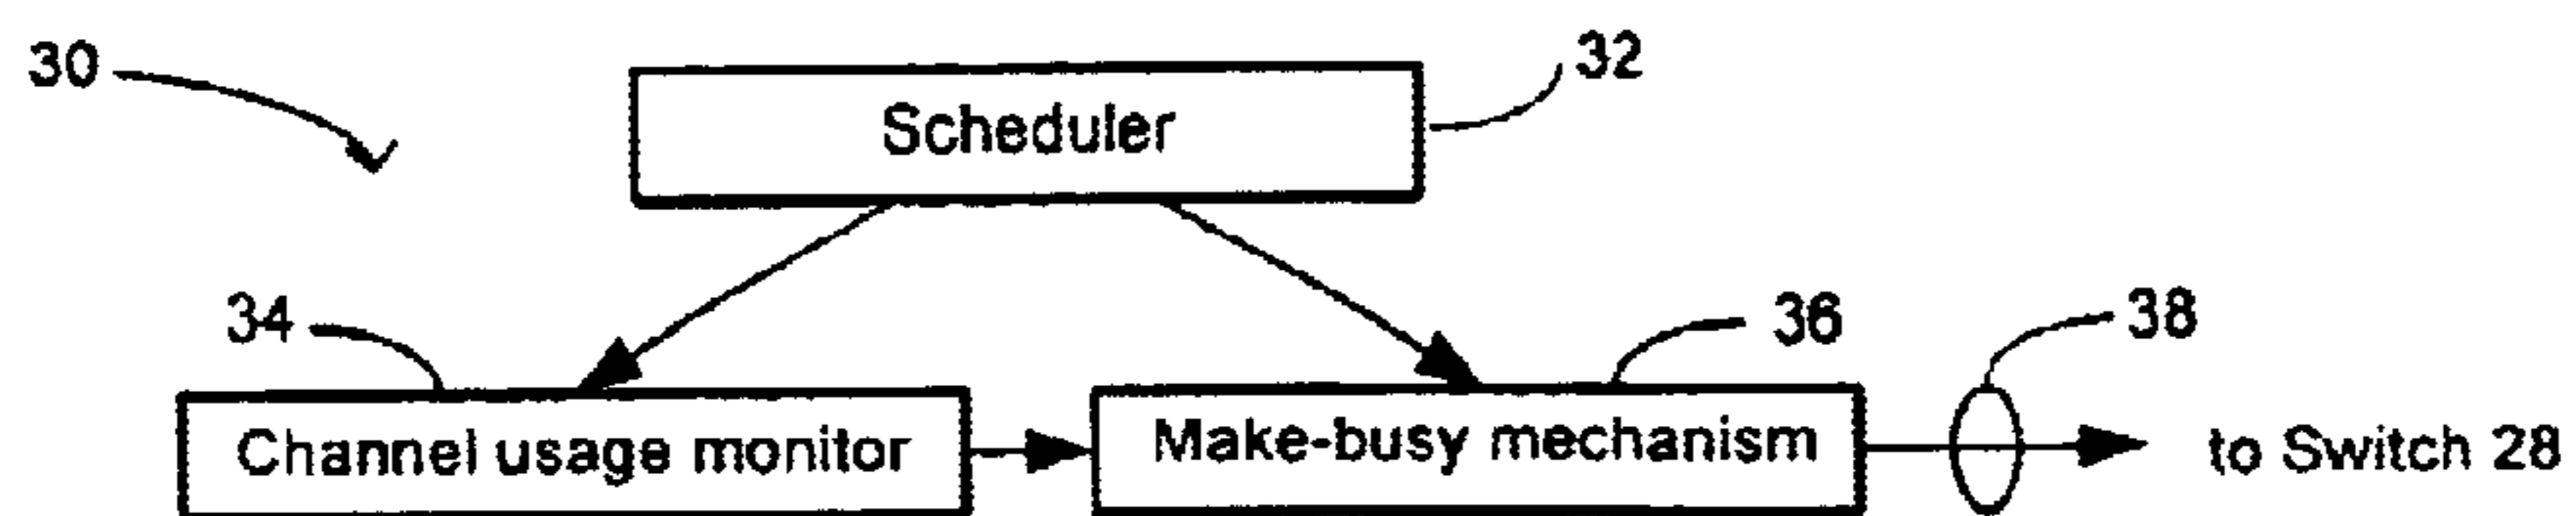 30
32
Scheduler
34
36
38
Channel usage monitor
Make-busy mechanism
to Switch 28